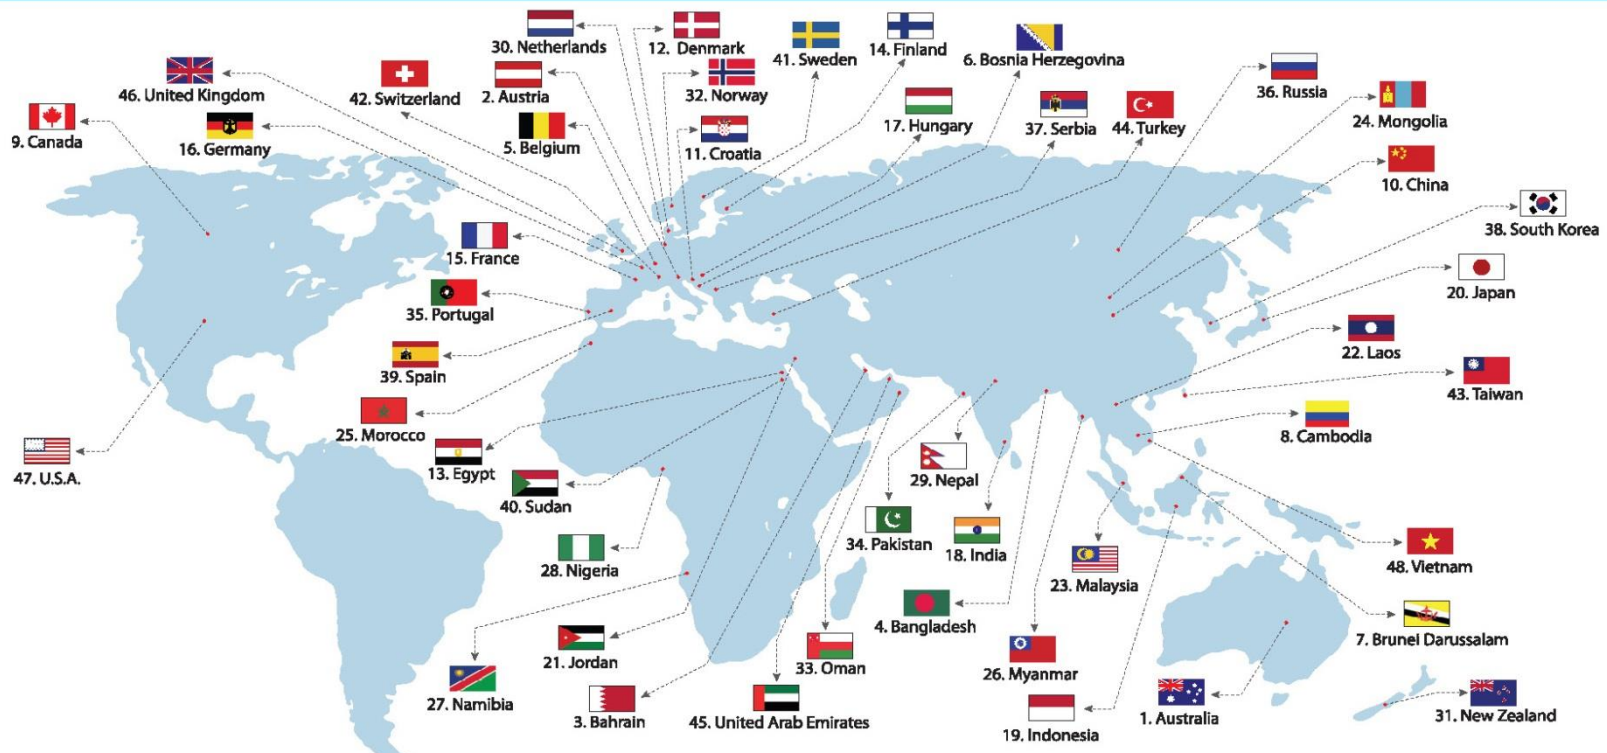 30. Netherlands
12. Denmark
41. Sweden
14. Finland
6. Bosnia Herzegovina
46. United Kingdom
42. Switzerland
2. Austria
32. Norway
36. Russia
9. Canada
16. Germany
5. Belgium
11. Croatia
17. Hungary
37. Serbia
44. Turkey
24. Mongolia
10. China
38. South Korea
15. France
20. Japan
35. Portugal
22. Laos
39. Spain
43. Taiwan
25. Morocco
8. Cambodia
47. U.S.A.
13. Egypt
29. Nepal
40. Sudan
34. Pakistan
18. India
28. Nigeria
23. Malaysia
48. Vietnam
4. Bangladesh
7. Brunei Darussalam
21. Jordan
33. Oman
26. Myanmar
27. Namibia
3. Bahrain
45. United Arab Emirates
19. Indonesia
1. Australia
31. New Zealand